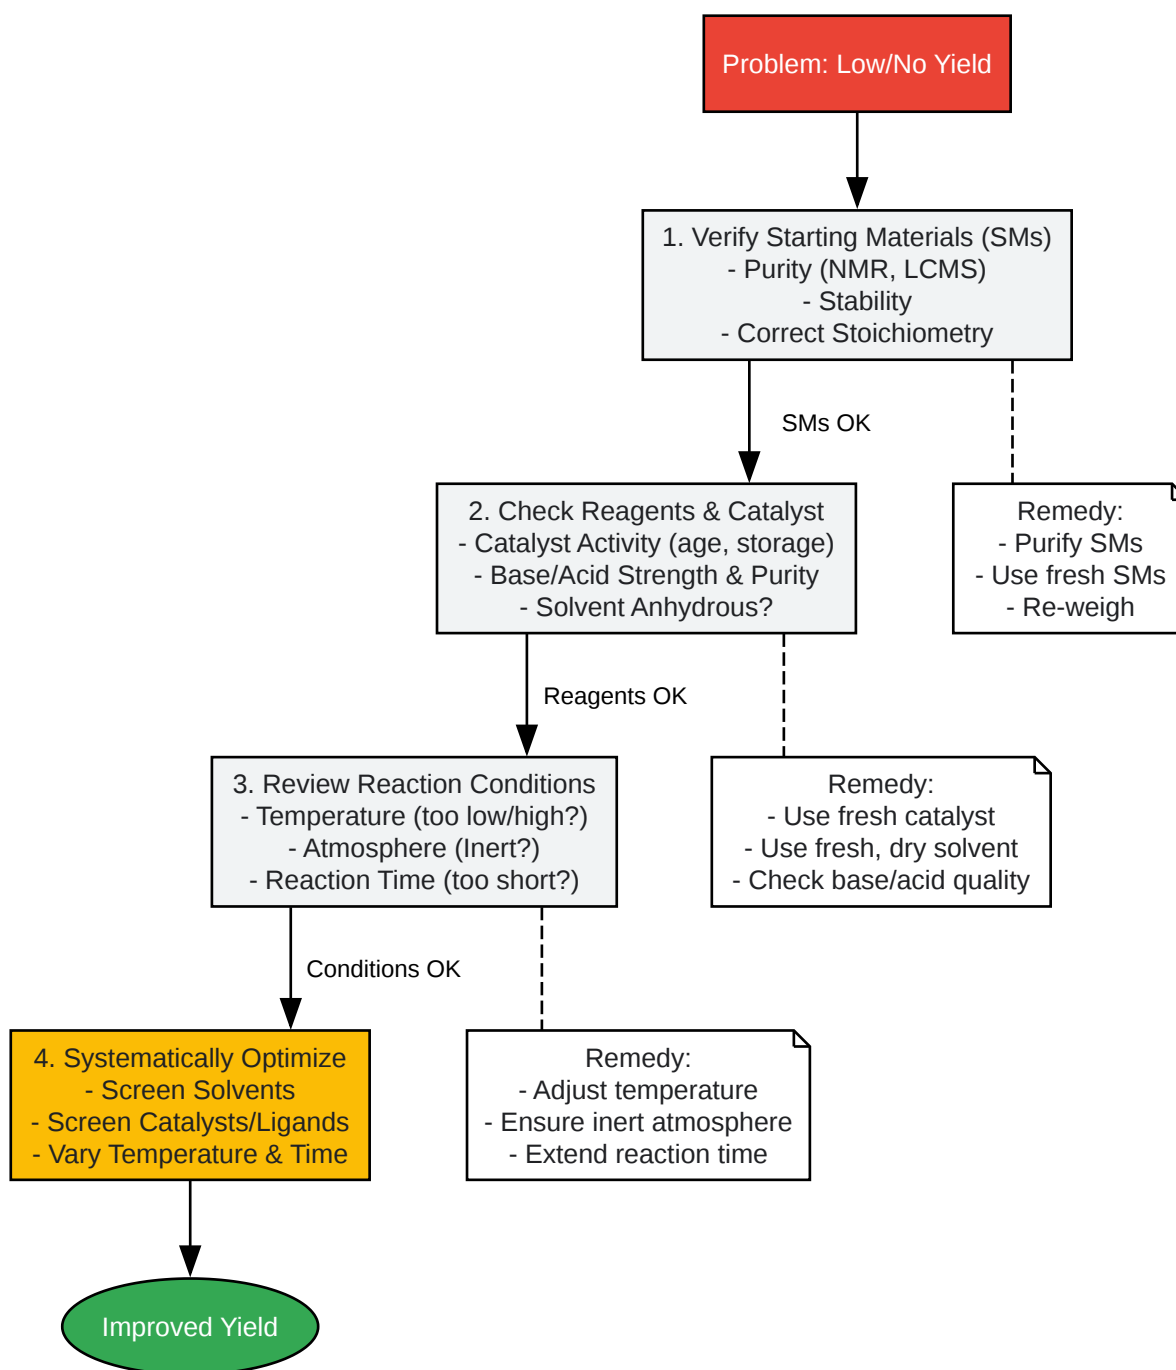 Problem: Low/No Yield
1. Verify Starting Materials (SMs)
- Purity (NMR, LCMS)
- Stability
- Correct Stoichiometry
SMs OK
2. Check Reagents & Catalyst
- Catalyst Activity (age, storage)
- Base/Acid Strength & Purity
- Solvent Anhydrous?
Remedy:
- Purify SMs
- Use fresh SMs
- Re-weigh
Reagents OK
3. Review Reaction Conditions
- Temperature (too low/high?)
- Atmosphere (Inert?)
- Reaction Time (too short?)
Remedy:
- Use fresh catalyst
- Use fresh, dry solvent
- Check base/acid quality
Conditions OK
4. Systematically Optimize
- Screen Solvents
- Screen Catalysts/Ligands
- Vary Temperature & Time
Remedy:
- Adjust temperature
- Ensure inert atmosphere
- Extend reaction time
Improved Yield